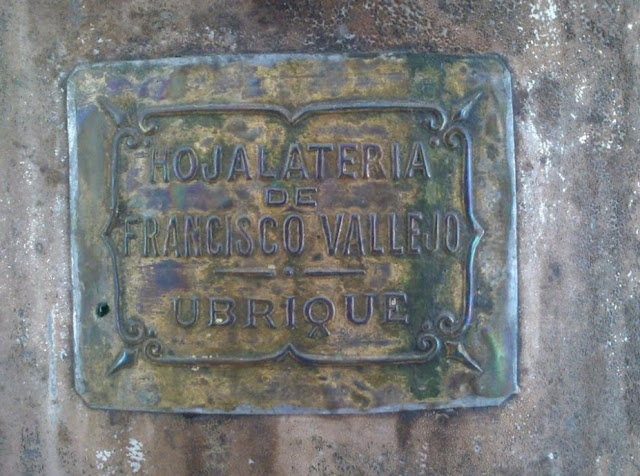 HOJALATERIA
DE
FRANCISCO VALLEJO
UBRIQUE